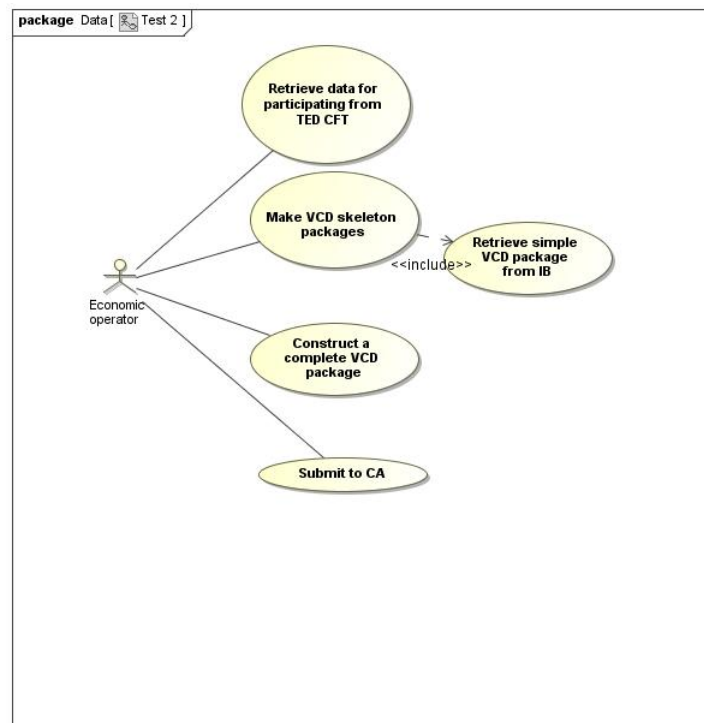 package Data [ Test 2 ]
Retrieve data for
participating from
TED CFT
Make VCD skeleton
packages
Retrieve simple
VCD package
from IB
<<include>>
Economic
operator
Construct a
complete VCD
package
Submit to CA